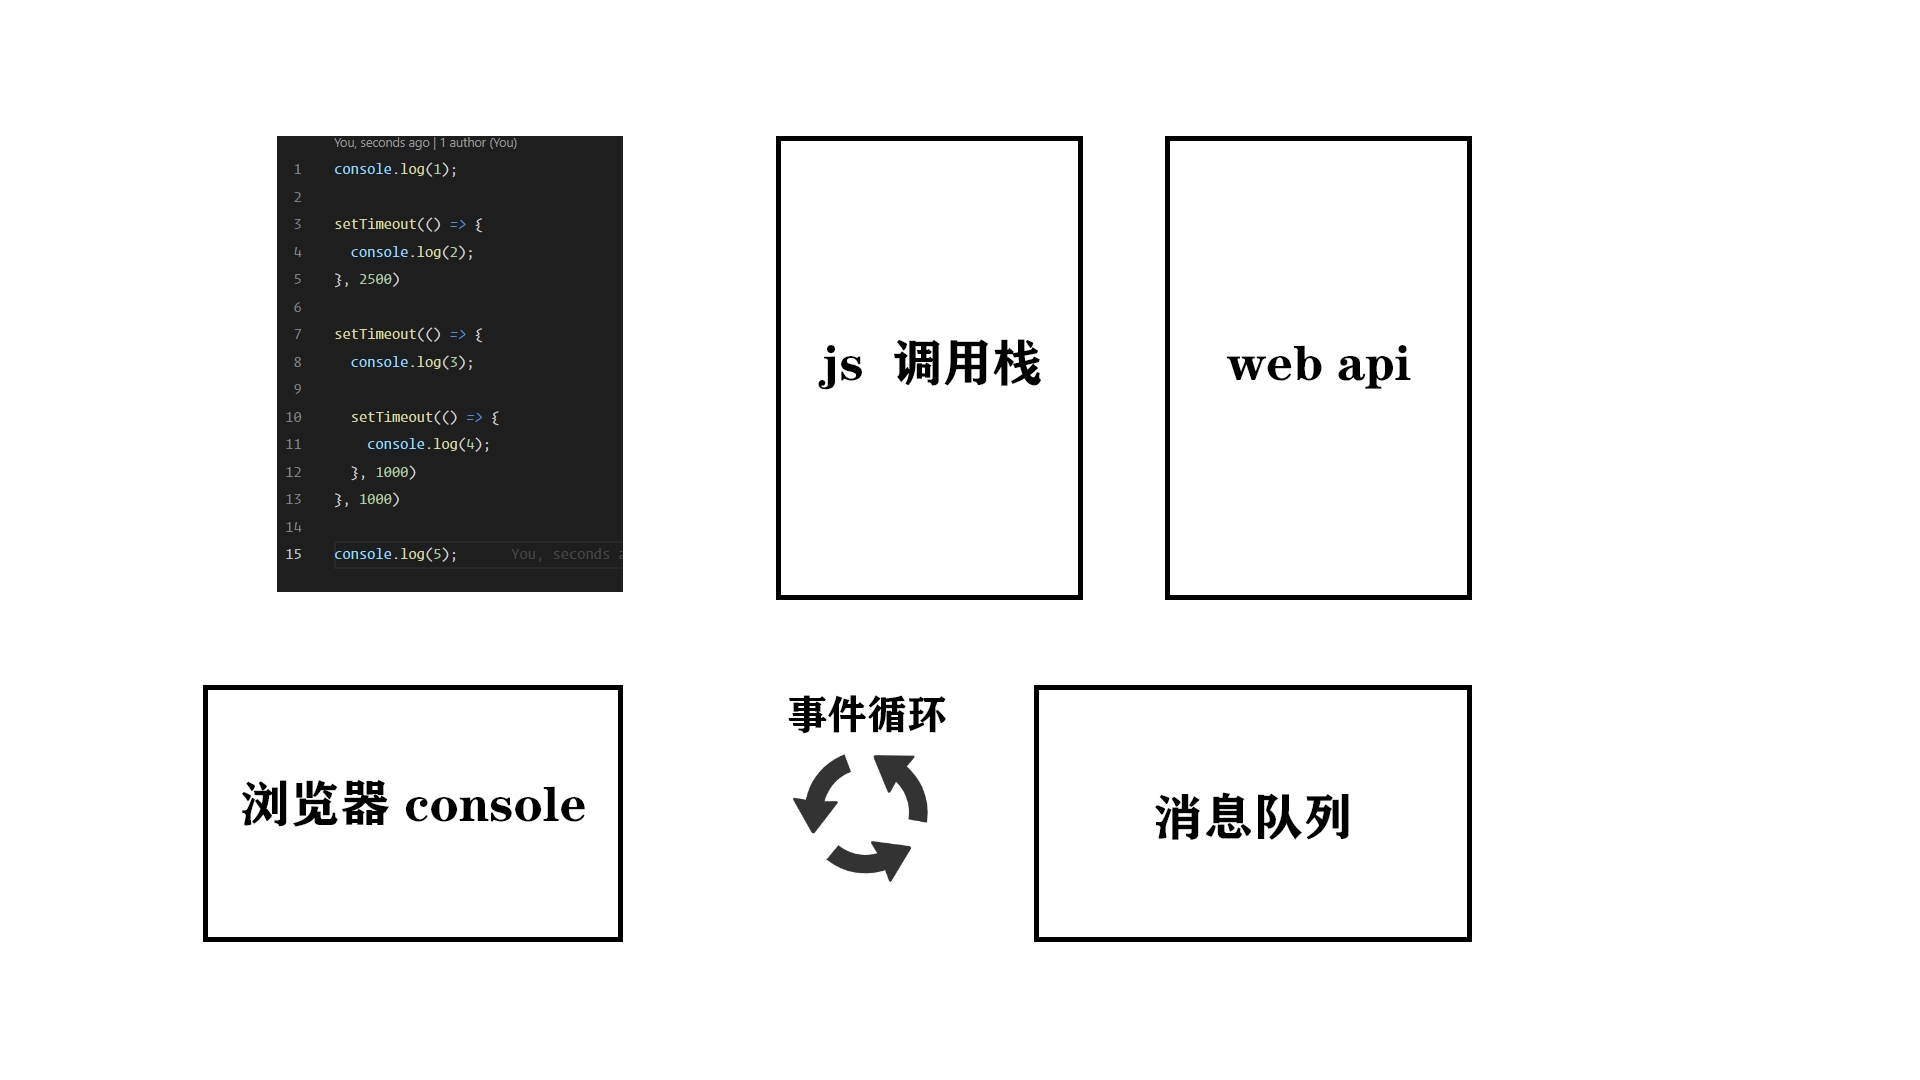 You, seconds ago | 1 author (You)
1 console.log(1);
2
3 setTimeout(() => {
4 console.log(2);
5 }, 2500)
6
7 setTimeout(() => {
8 console.log(3);
9
10 setTimeout(() => {
11 console.log(4);
12 }, 1000)
13 }, 1000)
14
15 console.log(5); You, seconds a
js 调用栈
web api
浏览器 console
事件循环
消息队列